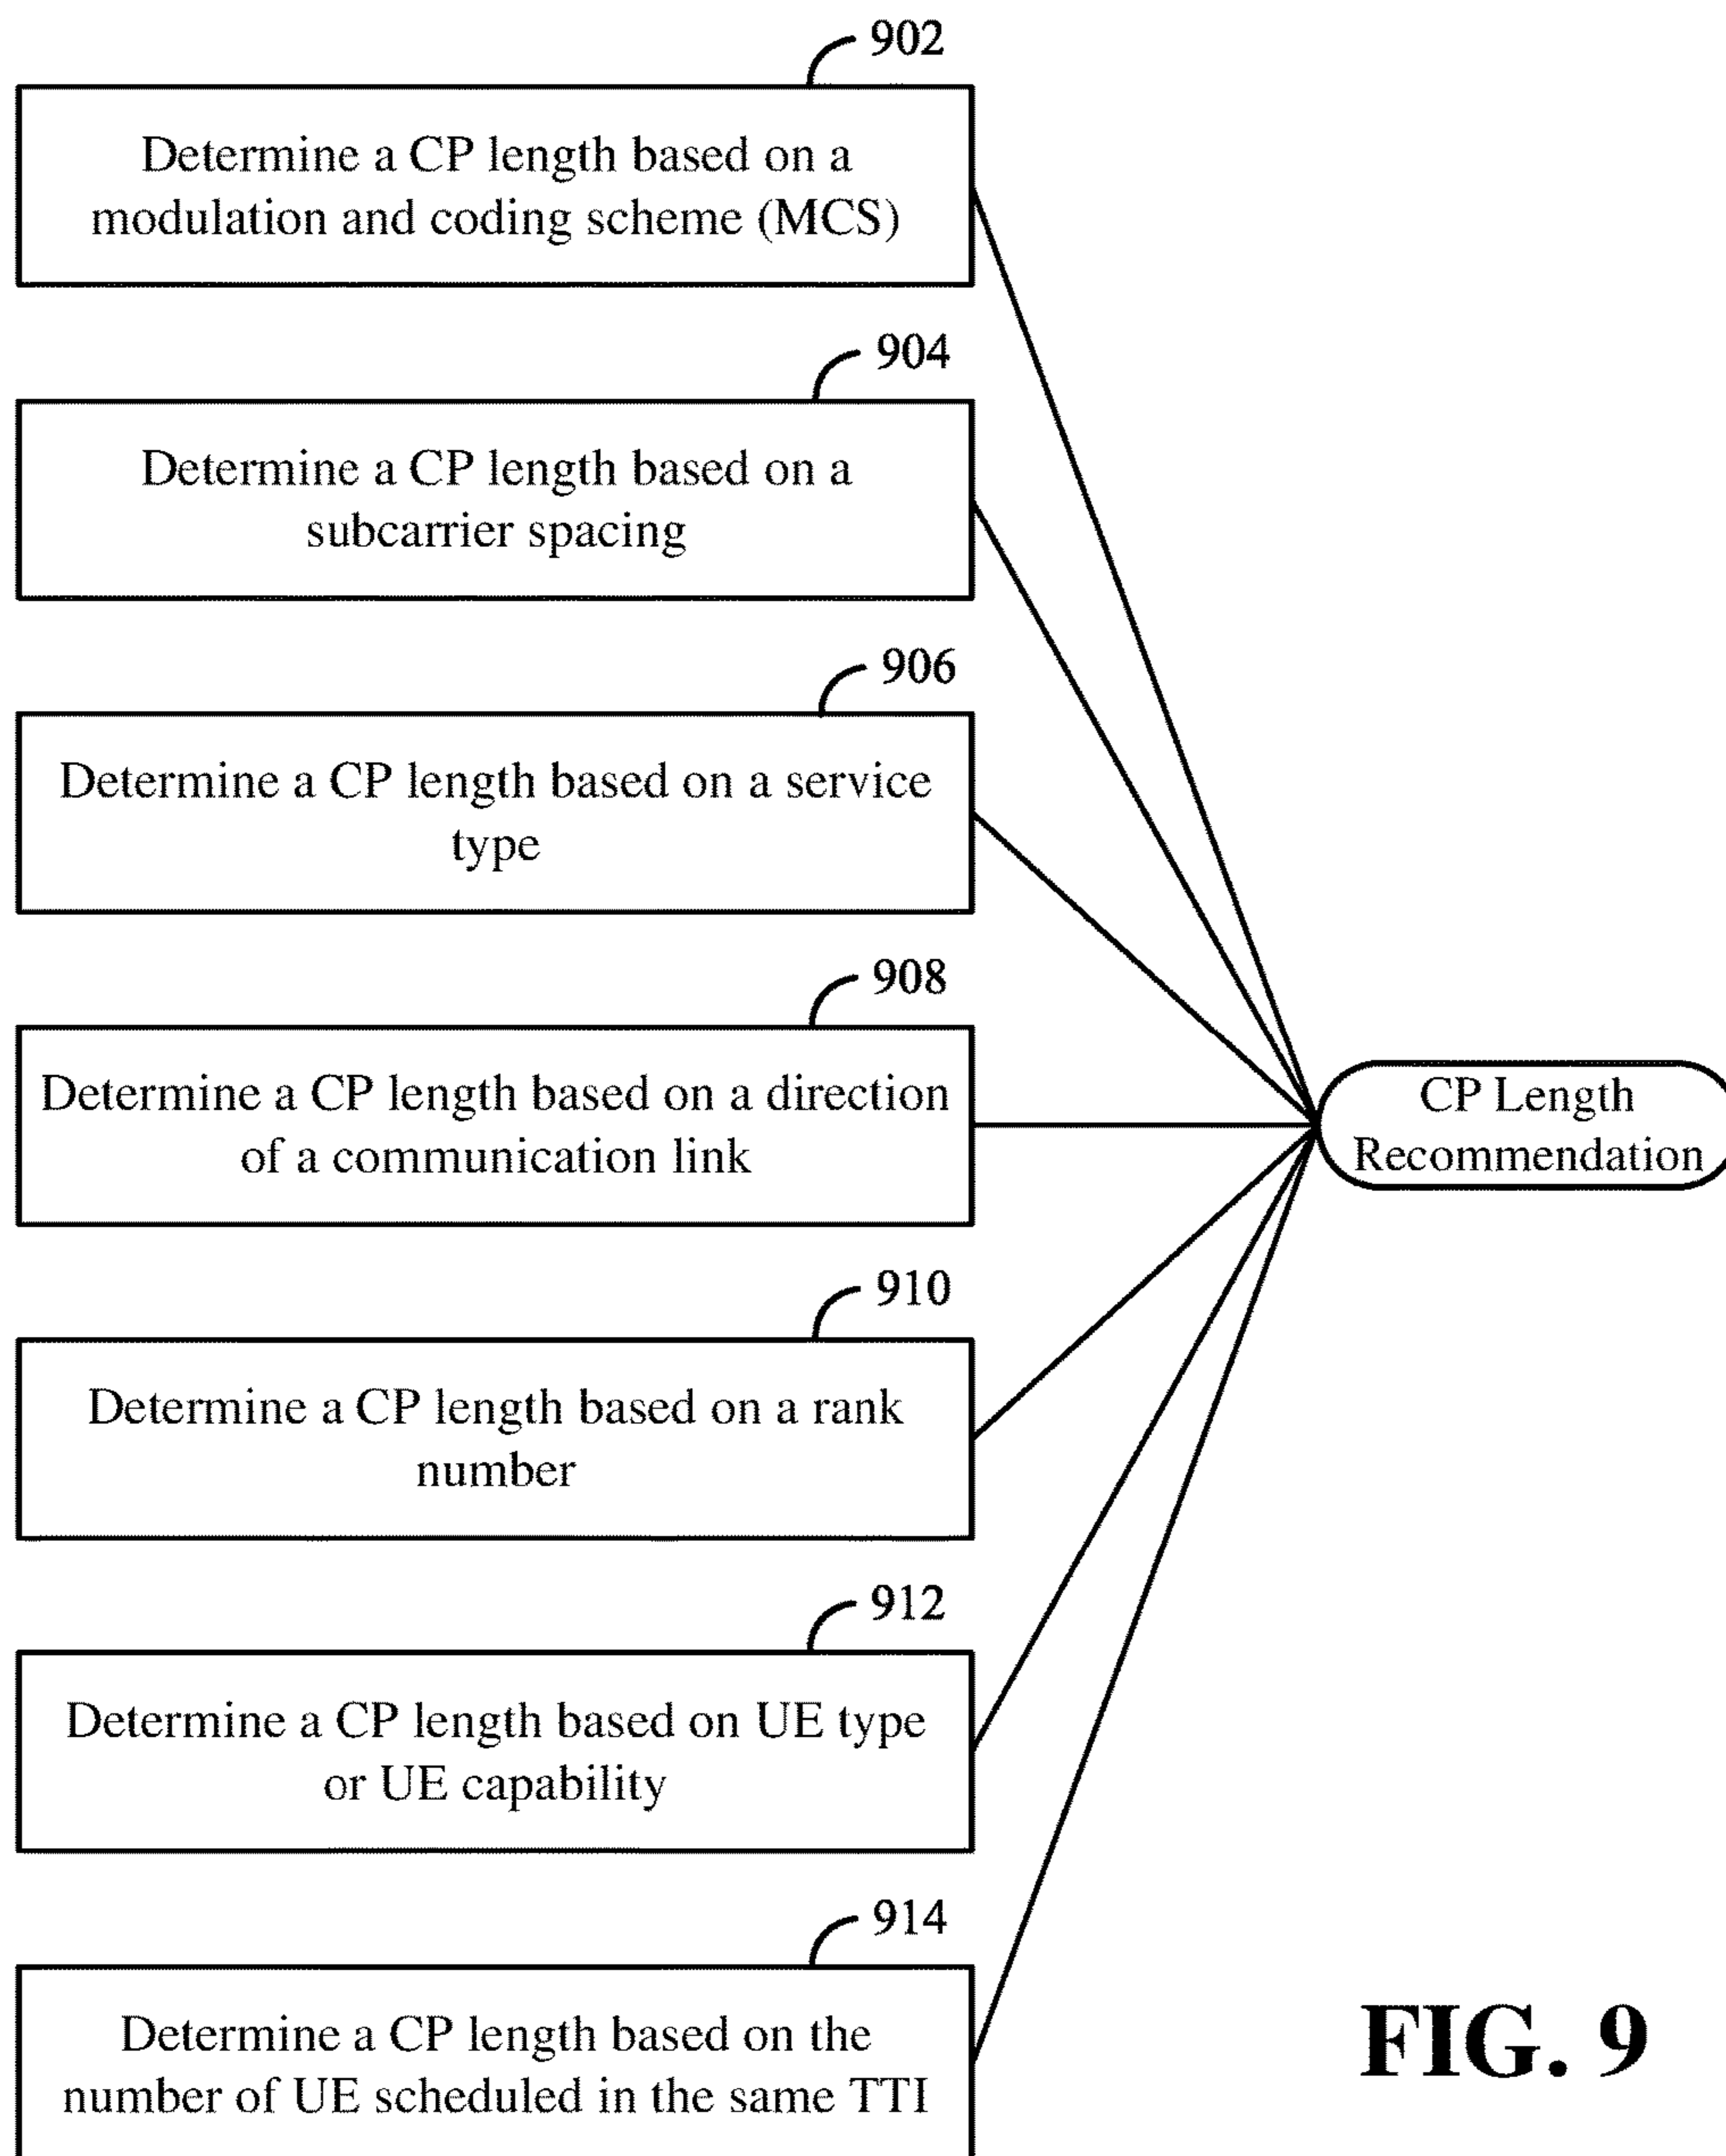 902
Determine a CP length based on a
modulation and coding scheme (MCS)
904
Determine a CP length based on a
subcarrier spacing
906
Determine a CP length based on a service
type
908
Determine a CP length based on a direction
of a communication link
CP Length
Recommendation
910
Determine a CP length based on a rank
number
912
Determine a CP length based on UE type
or UE capability
914
Determine a CP length based on the
number of UE scheduled in the same TTI
FIG. 9